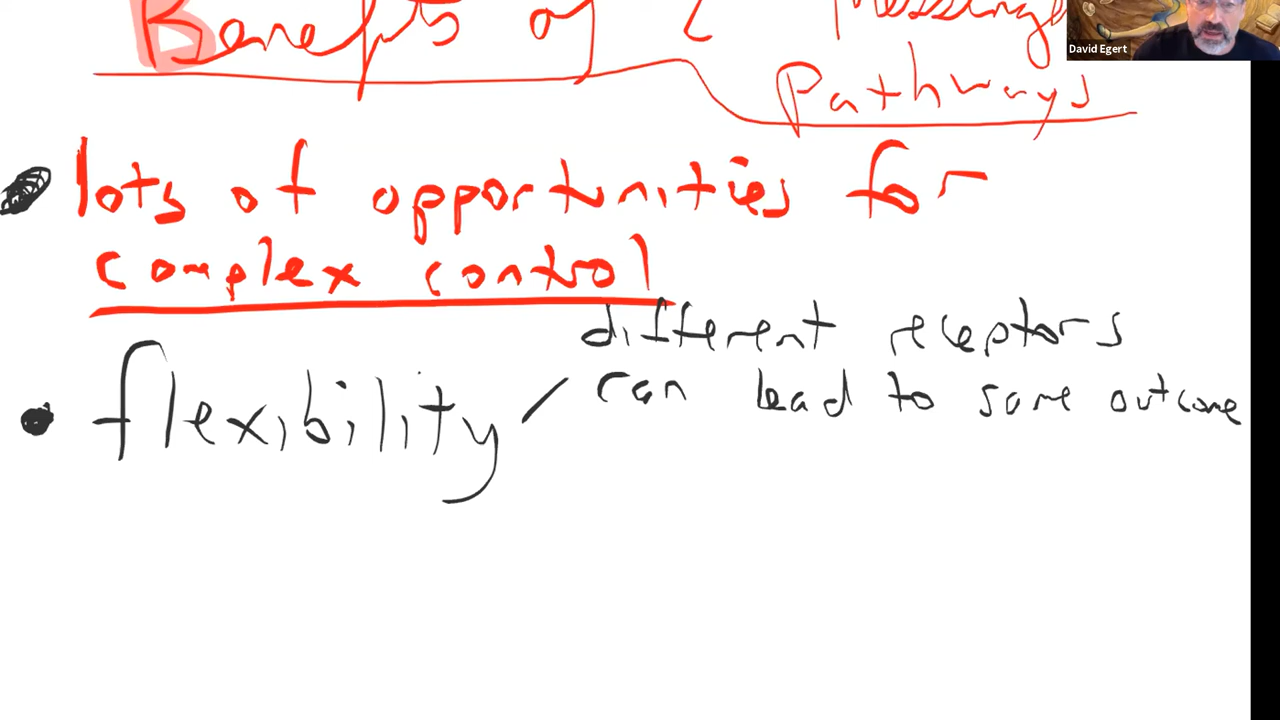 Benefits of 2 Messenger
Pathways
David Egert
lots of opportunities for
complex control
different receptors
can lead to same outcome
flexibility